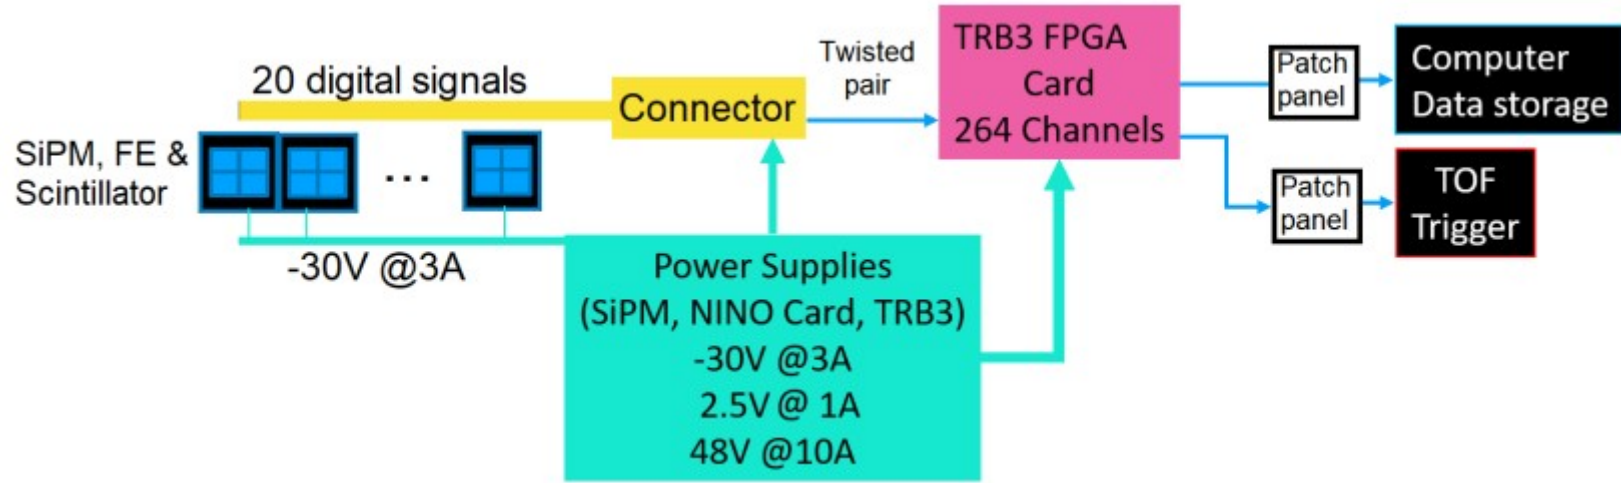 20 digital signals
SiPM, FE &
Scintillator
...
-30V @3A
Connector
Twisted
pair
TRB3 FPGA
Card
264 Channels
Patch
panel
Computer
Data storage
Patch
panel
TOF
Trigger
Power Supplies
(SiPM, NINO Card, TRB3)
-30V @3A
2.5V @ 1A
48V @10A